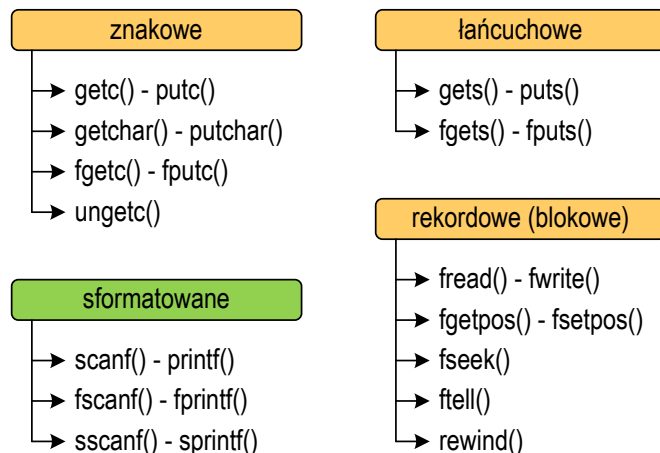 znakowe
getc() - putc()
getchar() - putchar()
fgetc() - fputc()
ungetc()
sformatowane
scanf() - printf()
fscanf() - fprintf()
sscanf() - sprintf()
łańcuchowe
gets() - puts()
fgets() - fputs()
rekordowe (blokowe)
fread() - fwrite()
fgetpos() - fsetpos()
fseek()
ftell()
rewind()